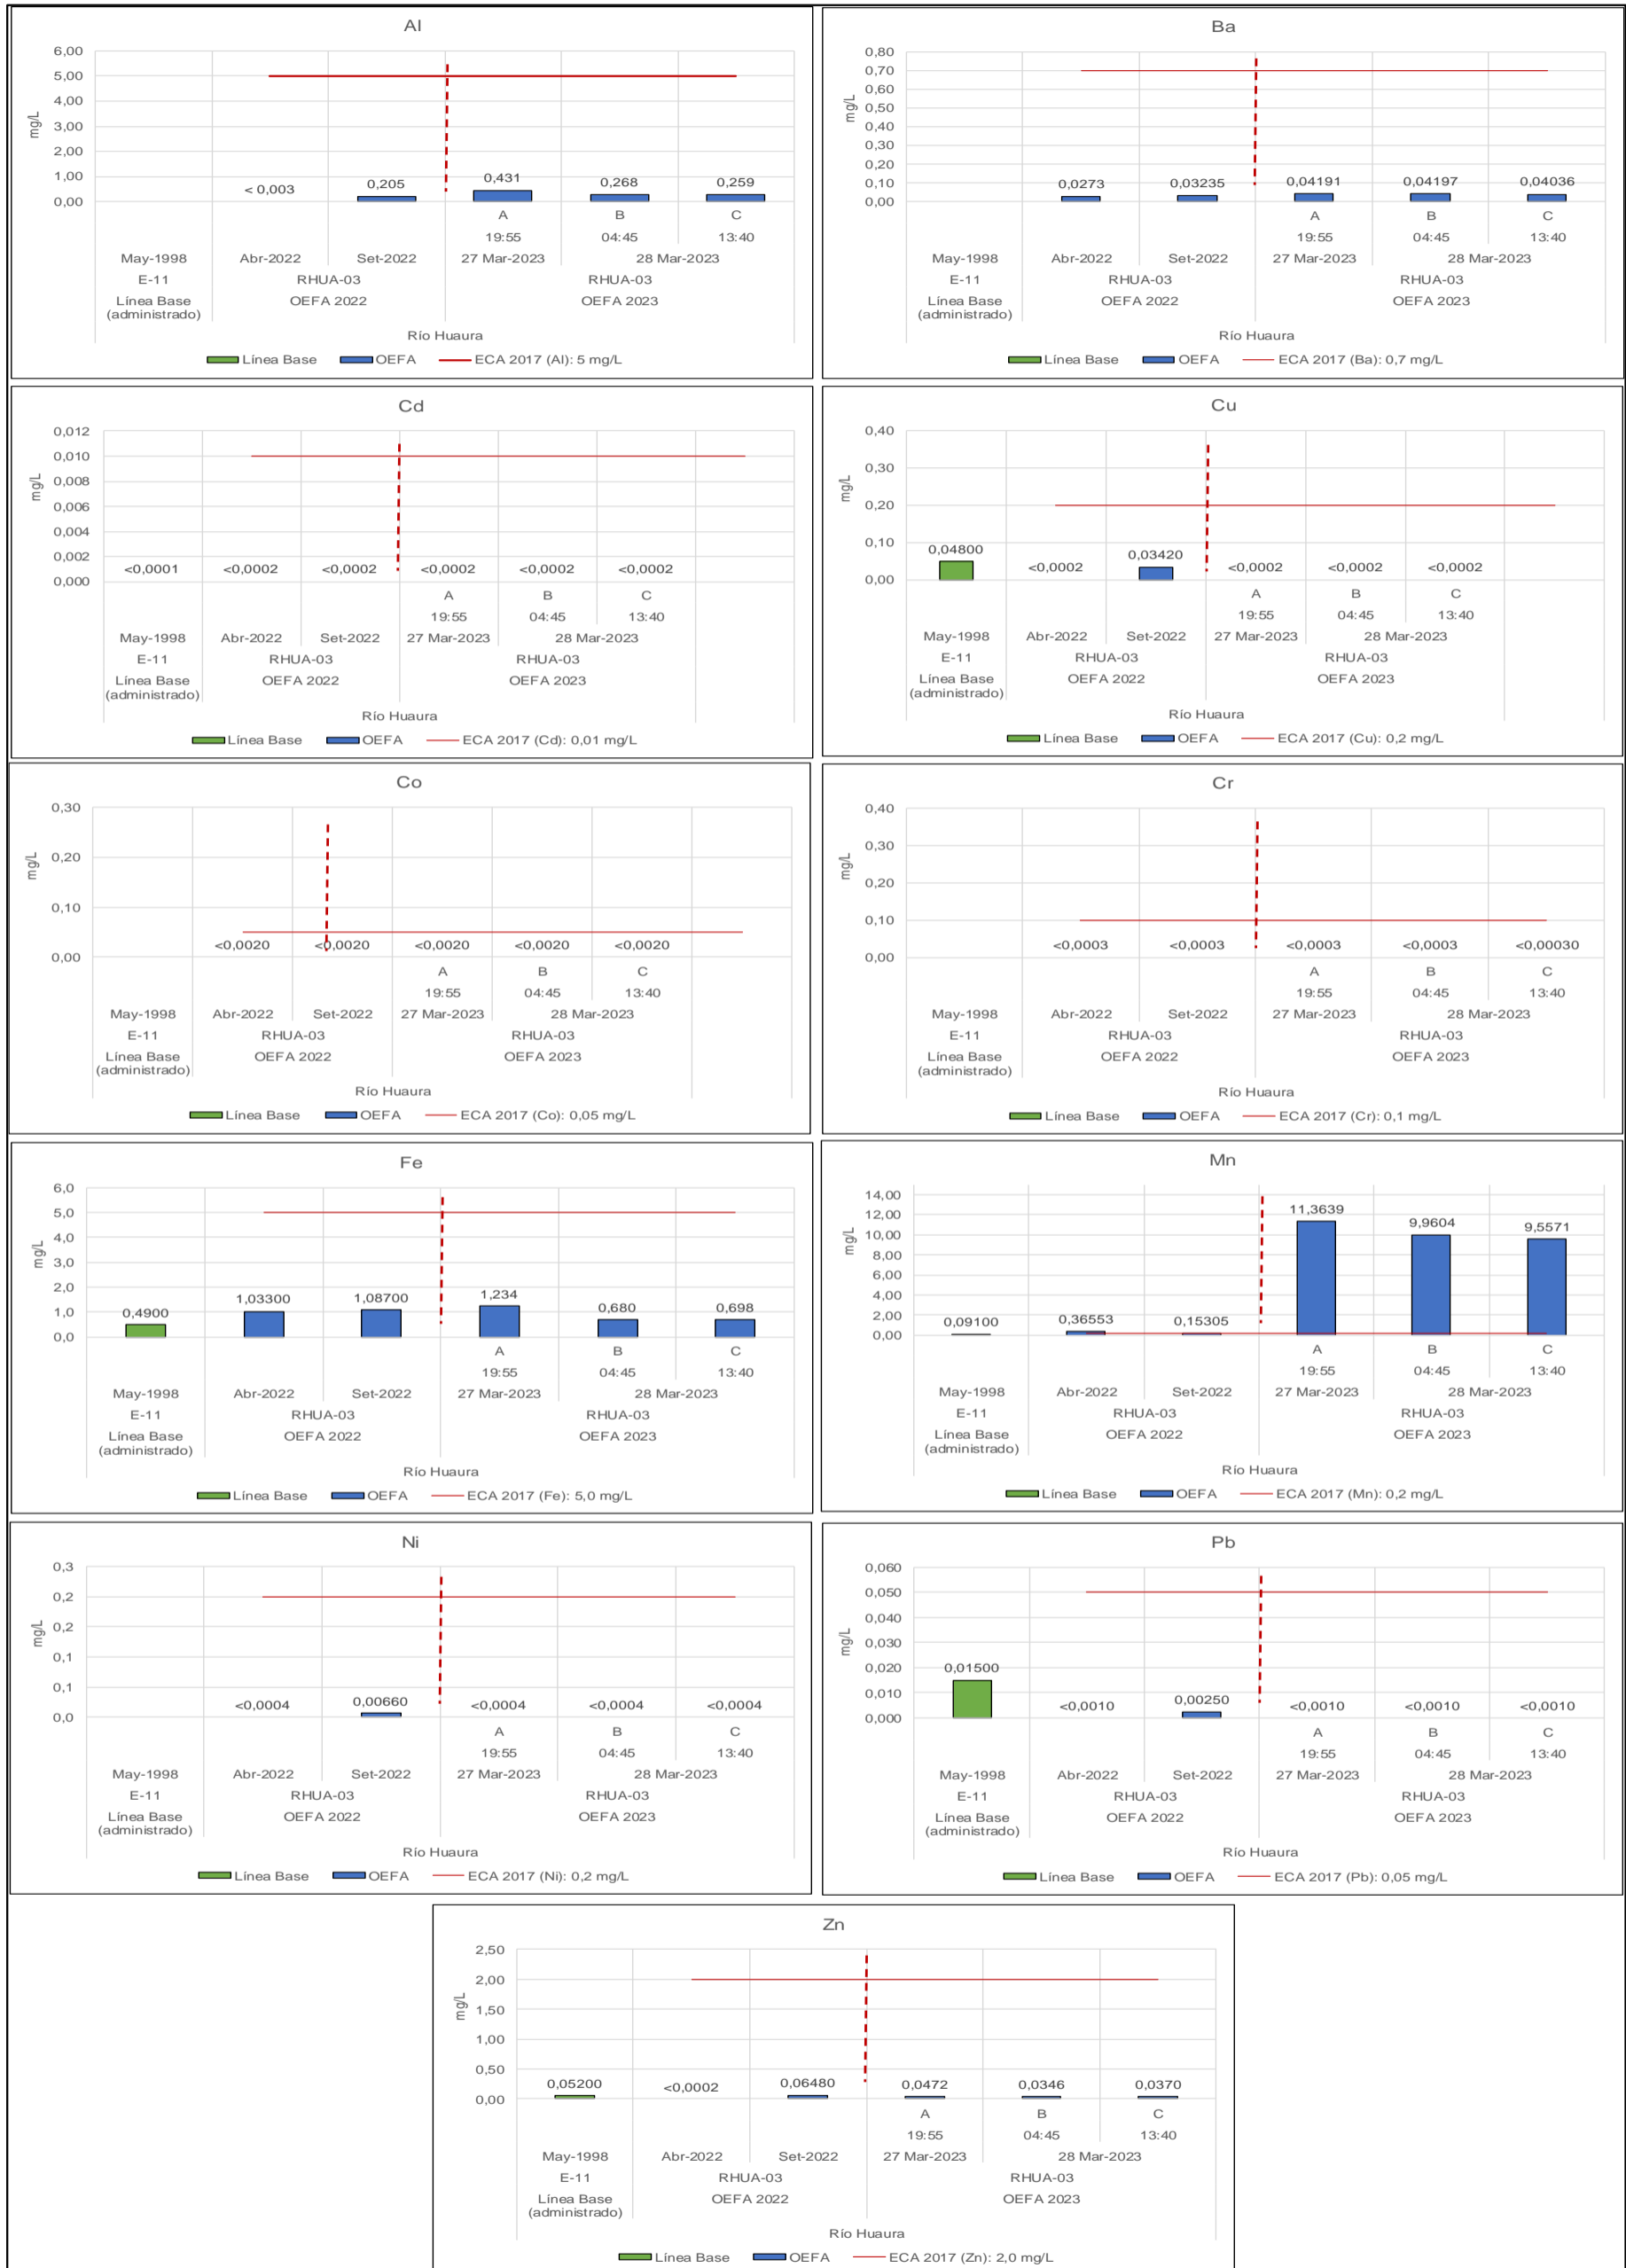 Al
6,00
5,00
4,00
3,00
2,00
1,00
0,00
mg/L
< 0,003 0,205 0,431 0,268 0,259
A B C
19:55 04:45 13:40
May-1998 Abr-2022 Set-2022 27 Mar-2023 28 Mar-2023
E-11 RHUA-03 RHUA-03
Línea Base OEFA 2022 OEFA 2023
(administrado)
Río Huaura
Línea Base OEFA ECA 2017 (Al): 5 mg/L
Ba
0,80
0,70
0,60
0,50
0,40
0,30
0,20
0,10
0,00
mg/L
0,0273 0,03235 0,04191 0,04197 0,04036
A B C
19:55 04:45 13:40
May-1998 Abr-2022 Set-2022 27 Mar-2023 28 Mar-2023
E-11 RHUA-03 RHUA-03
Línea Base OEFA 2022 OEFA 2023
(administrado)
Río Huaura
Línea Base OEFA ECA 2017 (Ba): 0,7 mg/L
Cd
0,012
0,010
0,008
0,006
0,004
0,002
0,000
mg/L
<0,0001 <0,0002 <0,0002 <0,0002 <0,0002 <0,0002
A B C
19:55 04:45 13:40
May-1998 Abr-2022 Set-2022 27 Mar-2023 28 Mar-2023
E-11 RHUA-03 RHUA-03
Línea Base OEFA 2022 OEFA 2023
(administrado)
Río Huaura
Línea Base OEFA ECA 2017 (Cd): 0,01 mg/L
Cu
0,40
0,30
0,20
0,10
0,00
mg/L
0,04800 <0,0002 0,03420 <0,0002 <0,0002 <0,0002
A B C
19:55 04:45 13:40
May-1998 Abr-2022 Set-2022 27 Mar-2023 28 Mar-2023
E-11 RHUA-03 RHUA-03
Línea Base OEFA 2022 OEFA 2023
(administrado)
Río Huaura
Línea Base OEFA ECA 2017 (Cu): 0,2 mg/L
Co
0,30
0,20
0,10
0,00
mg/L
<0,0020 <0,0020 <0,0020 <0,0020 <0,0020
A B C
19:55 04:45 13:40
May-1998 Abr-2022 Set-2022 27 Mar-2023 28 Mar-2023
E-11 RHUA-03 RHUA-03
Línea Base OEFA 2022 OEFA 2023
(administrado)
Río Huaura
Línea Base OEFA ECA 2017 (Co): 0,05 mg/L
Cr
0,40
0,30
0,20
0,10
0,00
mg/L
<0,0003 <0,0003 <0,0003 <0,0003 <0,00030
A B C
19:55 04:45 13:40
May-1998 Abr-2022 Set-2022 27 Mar-2023 28 Mar-2023
E-11 RHUA-03 RHUA-03
Línea Base OEFA 2022 OEFA 2023
(administrado)
Río Huaura
Línea Base OEFA ECA 2017 (Cr): 0,1 mg/L
Fe
6,0
5,0
4,0
3,0
2,0
1,0
0,0
mg/L
0,4900 1,03300 1,08700 1,234 0,680 0,698
A B C
19:55 04:45 13:40
May-1998 Abr-2022 Set-2022 27 Mar-2023 28 Mar-2023
E-11 RHUA-03 RHUA-03
Línea Base OEFA 2022 OEFA 2023
(administrado)
Río Huaura
Línea Base OEFA ECA 2017 (Fe): 5,0 mg/L
Mn
14,00
12,00
10,00
8,00
6,00
4,00
2,00
0,00
mg/L
0,09100 0,36553 0,15305 11,3639 9,9604 9,5571
A B C
19:55 04:45 13:40
May-1998 Abr-2022 Set-2022 27 Mar-2023 28 Mar-2023
E-11 RHUA-03 RHUA-03
Línea Base OEFA 2022 OEFA 2023
(administrado)
Río Huaura
Línea Base OEFA ECA 2017 (Mn): 0,2 mg/L
Ni
0,3
0,2
0,2
0,1
0,1
0,0
mg/L
<0,0004 0,00660 <0,0004 <0,0004 <0,0004
A B C
19:55 04:45 13:40
May-1998 Abr-2022 Set-2022 27 Mar-2023 28 Mar-2023
E-11 RHUA-03 RHUA-03
Línea Base OEFA 2022 OEFA 2023
(administrado)
Río Huaura
Línea Base OEFA ECA 2017 (Ni): 0,2 mg/L
Pb
0,060
0,050
0,040
0,030
0,020
0,010
0,000
mg/L
0,01500 <0,0010 0,00250 <0,0010 <0,0010 <0,0010
A B C
19:55 04:45 13:40
May-1998 Abr-2022 Set-2022 27 Mar-2023 28 Mar-2023
E-11 RHUA-03 RHUA-03
Línea Base OEFA 2022 OEFA 2023
(administrado)
Río Huaura
Línea Base OEFA ECA 2017 (Pb): 0,05 mg/L
Zn
2,50
2,00
1,50
1,00
0,50
0,00
mg/L
0,05200 <0,0002 0,06480 0,0472 0,0346 0,0370
A B C
19:55 04:45 13:40
May-1998 Abr-2022 Set-2022 27 Mar-2023 28 Mar-2023
E-11 RHUA-03 RHUA-03
Línea Base OEFA 2022 OEFA 2023
(administrado)
Río Huaura
Línea Base OEFA ECA 2017 (Zn): 2,0 mg/L